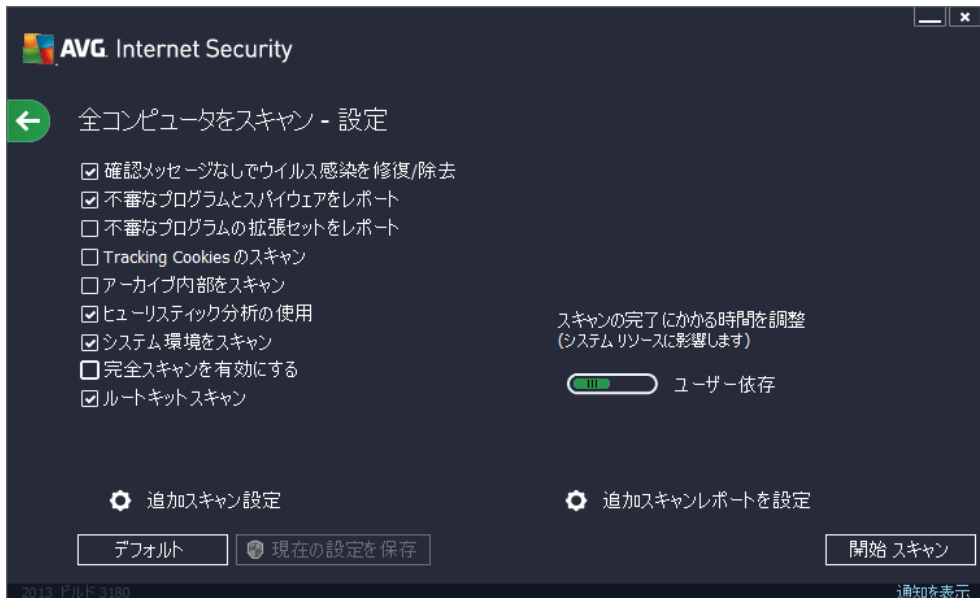 AVG. Internet Security
全コンピュータをスキャン - 設定
確認メッセージなしでウイルス感染を修復/除去
不審なプログラムとスパイウェアをレポート
不審なプログラムの拡張セットをレポート
Tracking Cookies のスキャン
アーカイブ内部をスキャン
ヒューリスティック分析の使用
システム環境をスキャン
完全スキャンを有効にする
ルートキット スキャン
スキャンの完了にかかる時間を調整
(システム リソースに影響します)
ユーザー依存
追加スキャン設定
追加スキャンレポートを設定
デフォルト
現在の設定を保存
開始 スキャン
2013 ビルド 3180
通知を表示